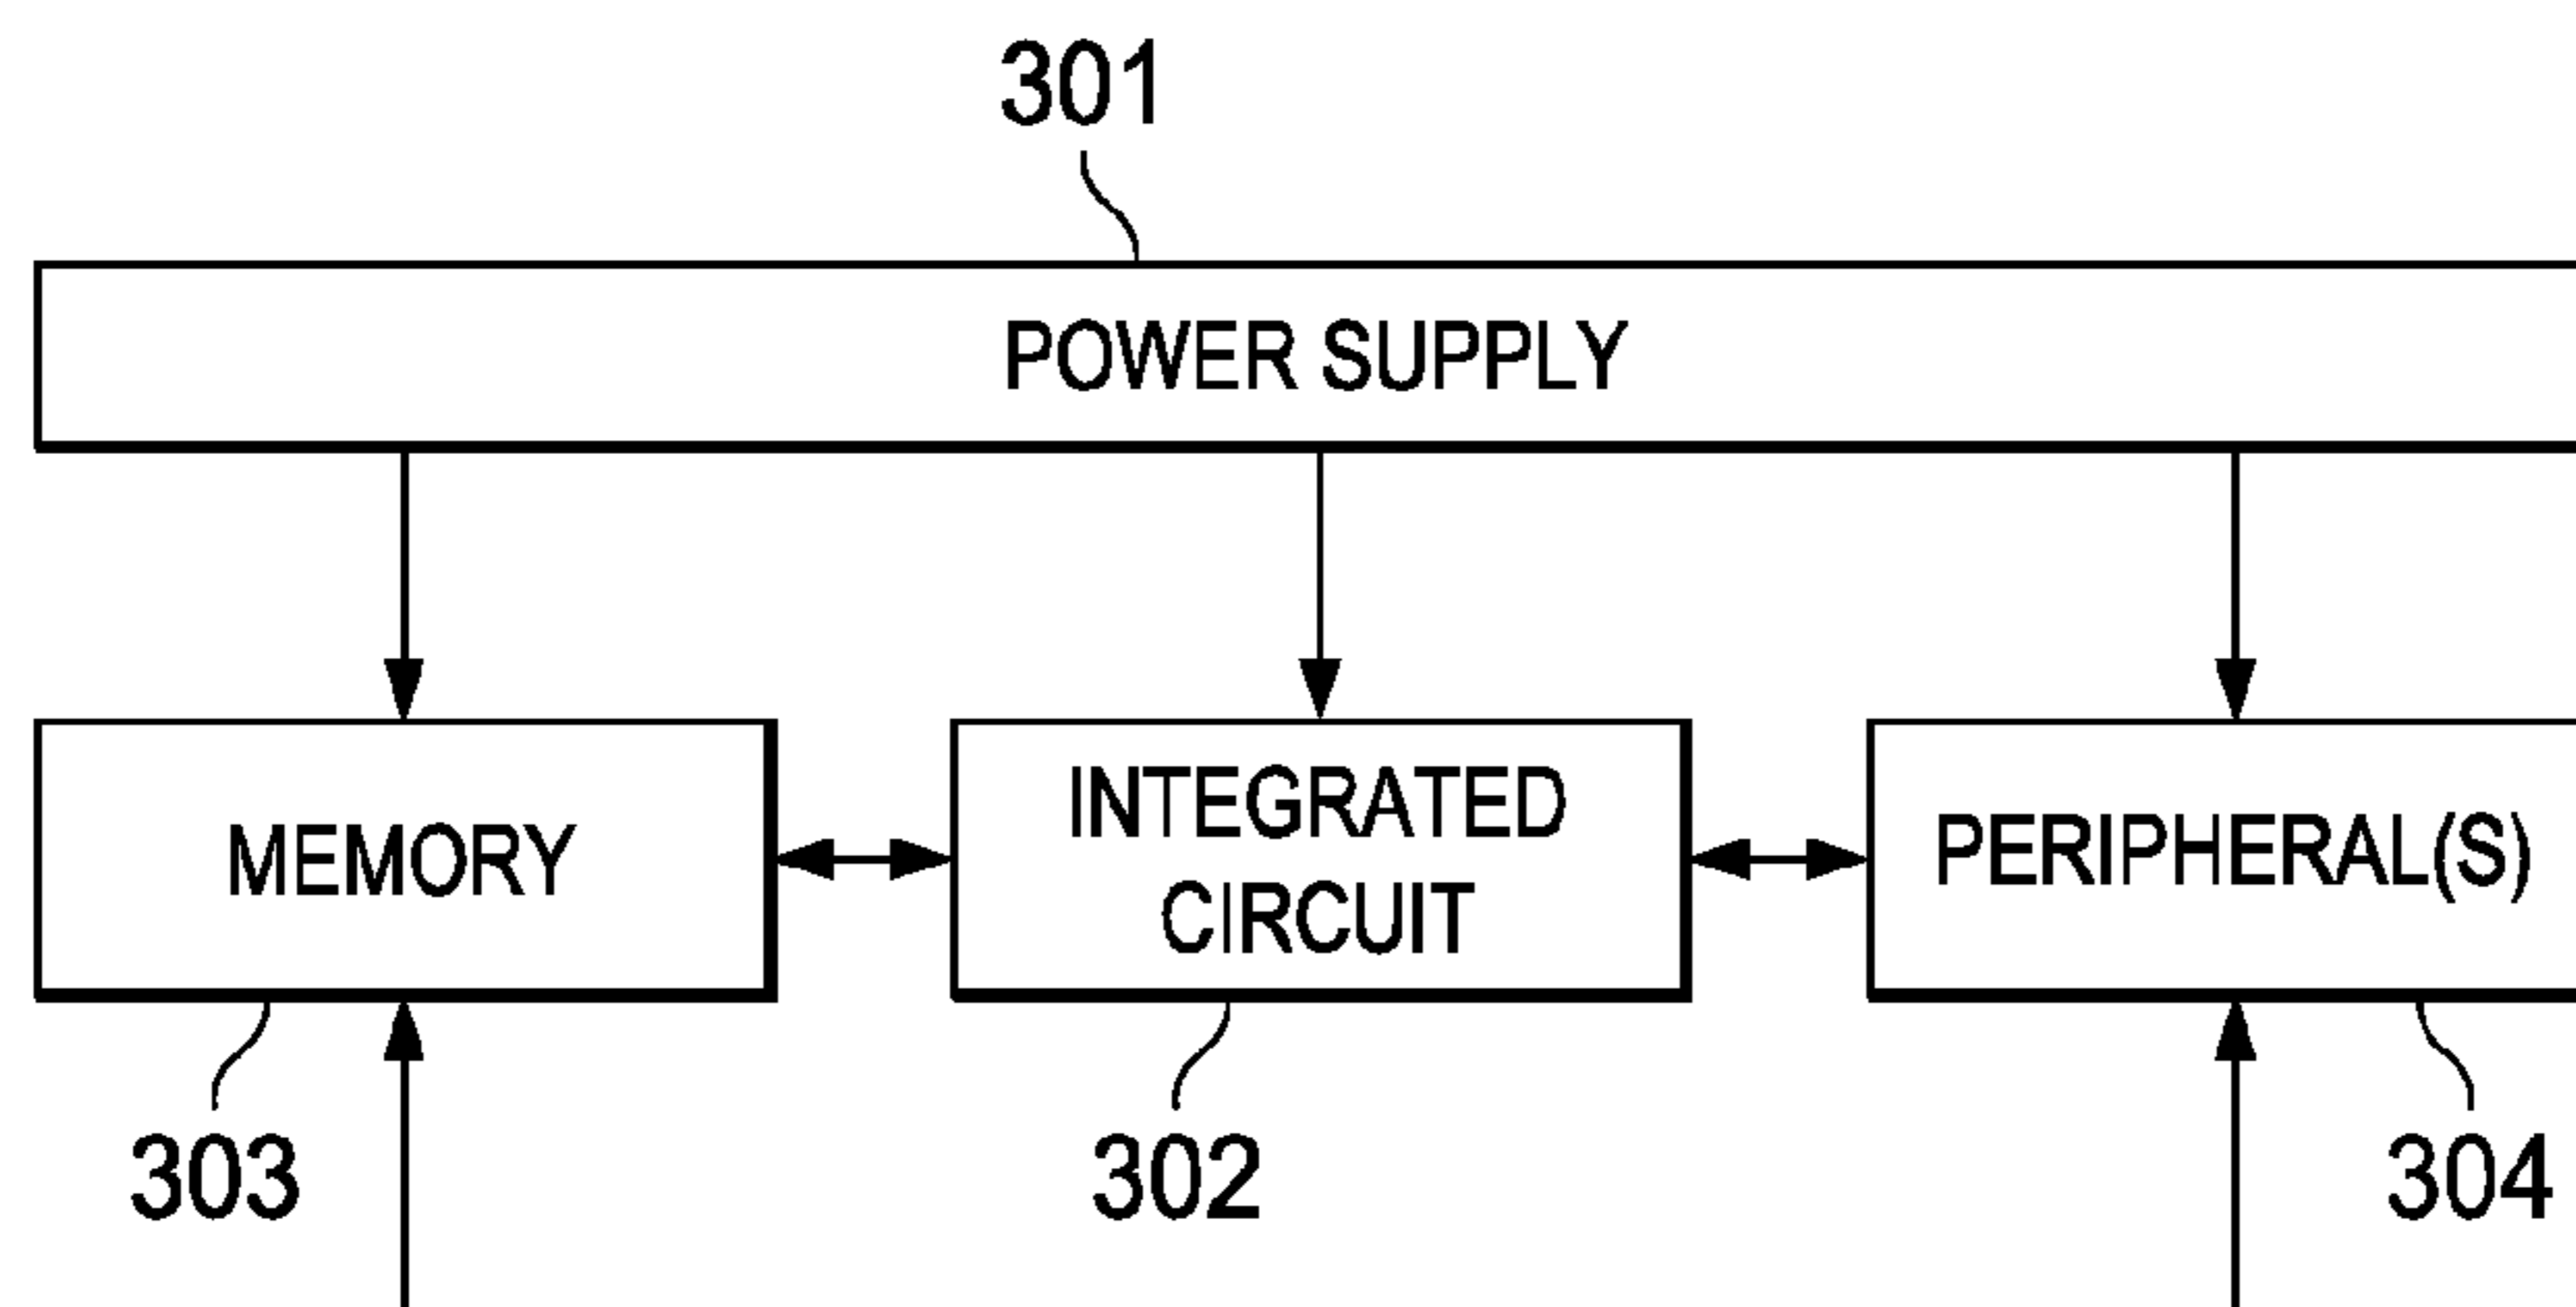 301
POWER SUPPLY
MEMORY
INTEGRATED
CIRCUIT
PERIPHERAL(S)
303
302
304